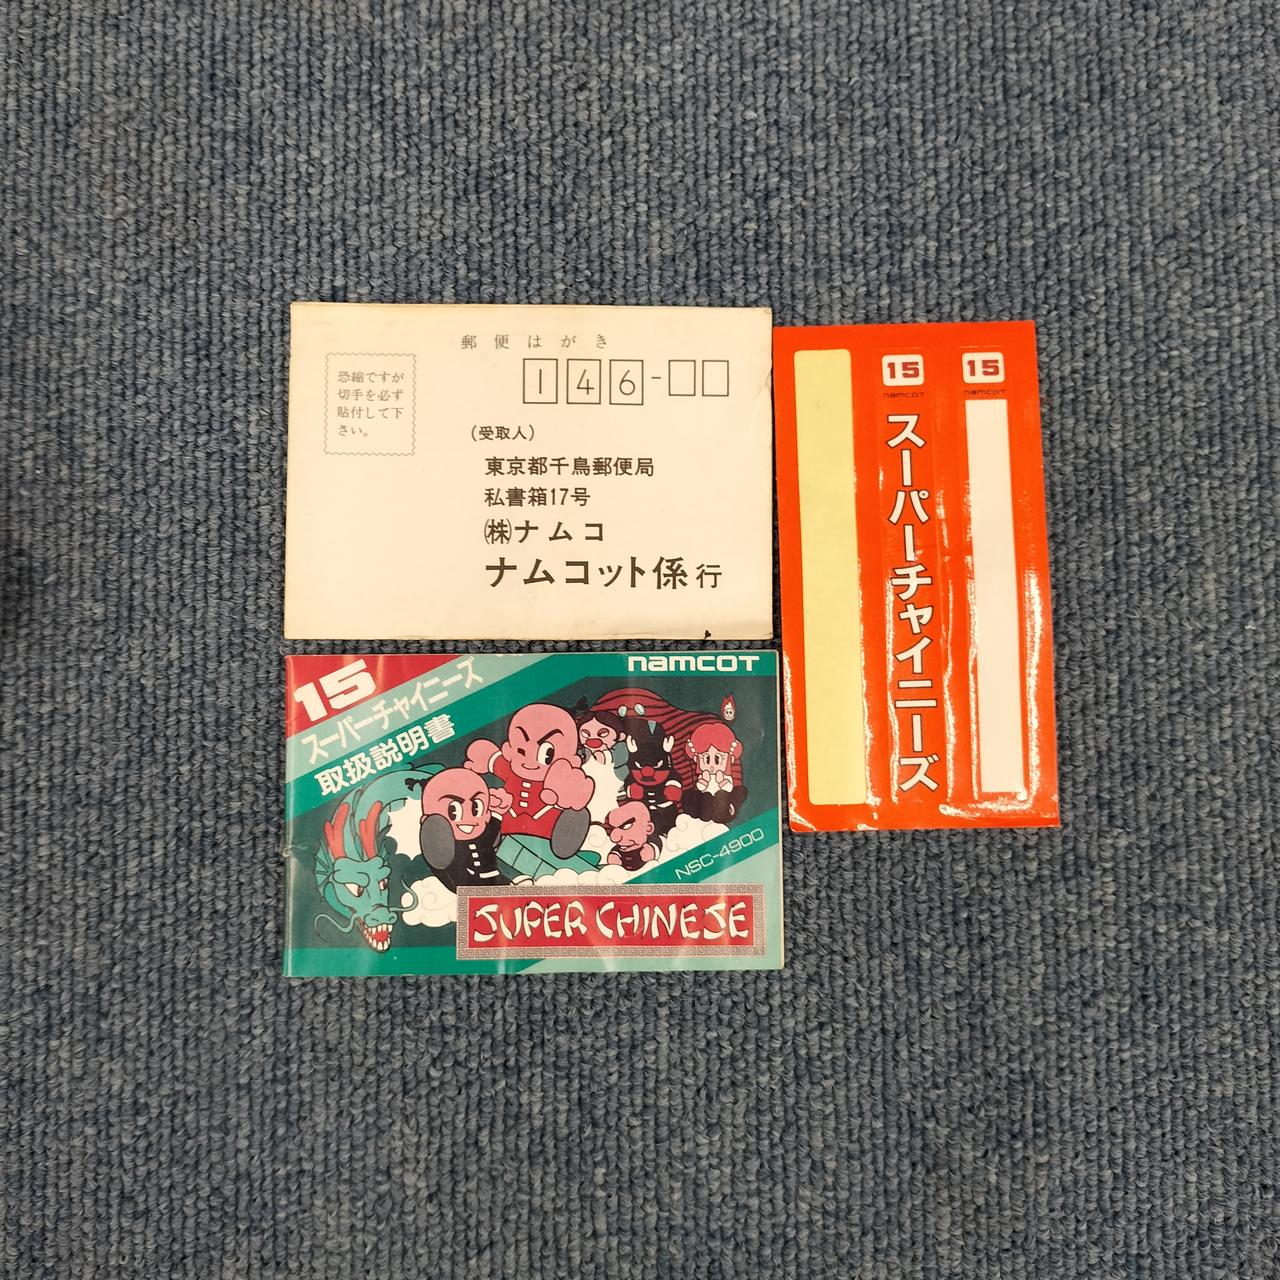 郵便はがき
恐縮ですが
切手を必ず
貼付して下
さい。
146-
(受取人)
東京都千鳥郵便局
私書箱17号
㈱ナムコ
ナムコット係行
15
namcot
スーパーチャイニーズ
取扱説明書
NSC-4900
SUPER CHINESE
15
namcot
スーパーチャイニーズ
15
namcot